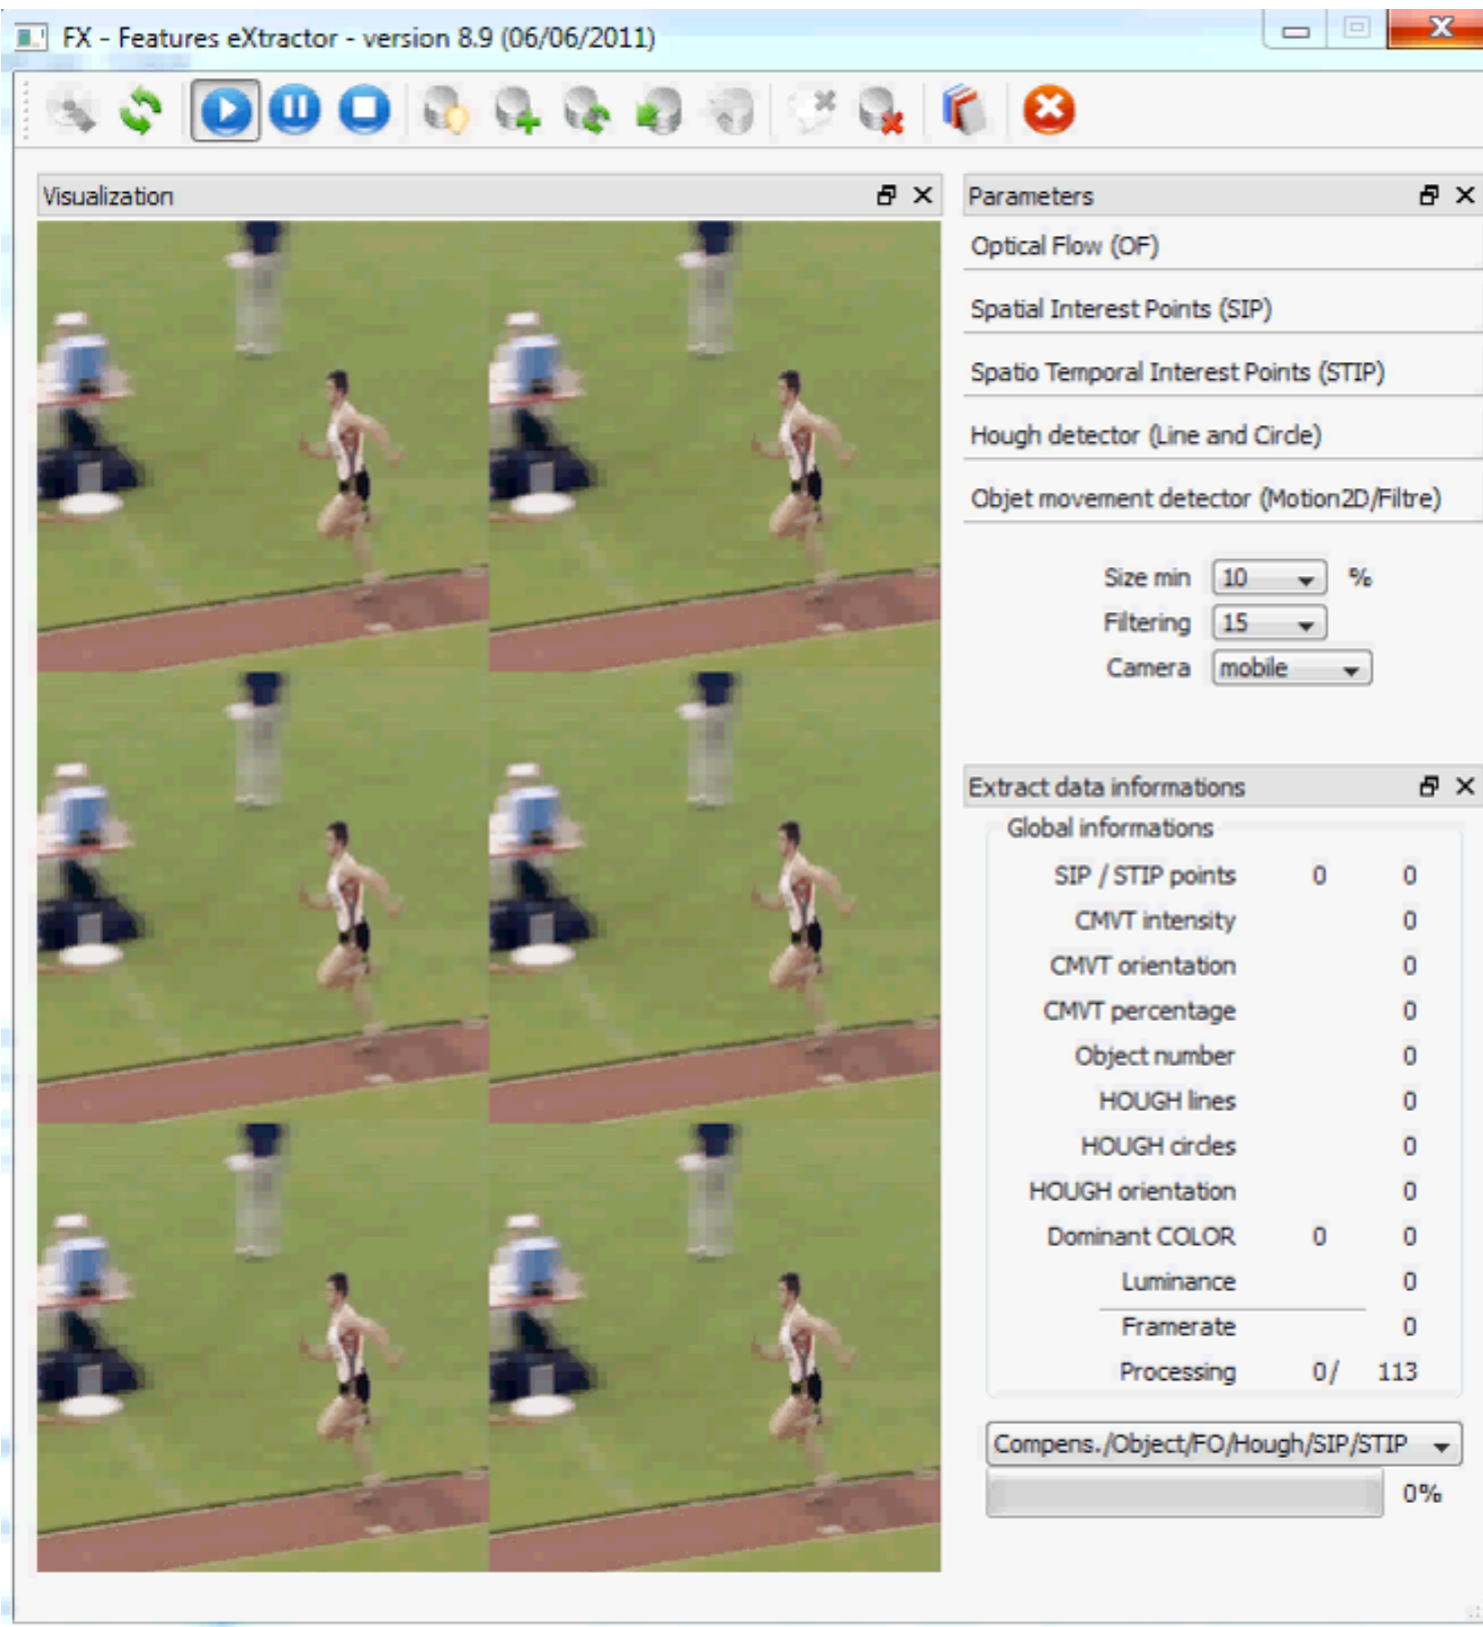 FX - Features eXtractor - version 8.9 (06/06/2011)
Visualization
Parameters
Optical Flow (OF)
Spatial Interest Points (SIP)
Spatio Temporal Interest Points (STIP)
Hough detector (Line and Circle)
Objet movement detector (Motion2D/Filtre)
Size min 10 %
Filtering 15
Camera mobile
Extract data informations
Global informations
SIP / STIP points 0 0
CMVT intensity 0
CMVT orientation 0
CMVT percentage 0
Object number 0
HOUGH lines 0
HOUGH circles 0
HOUGH orientation 0
Dominant COLOR 0 0
Luminance 0
Framerate 0
Processing 0/ 113
Compens./Object/FO/Hough/SIP/STIP
0%